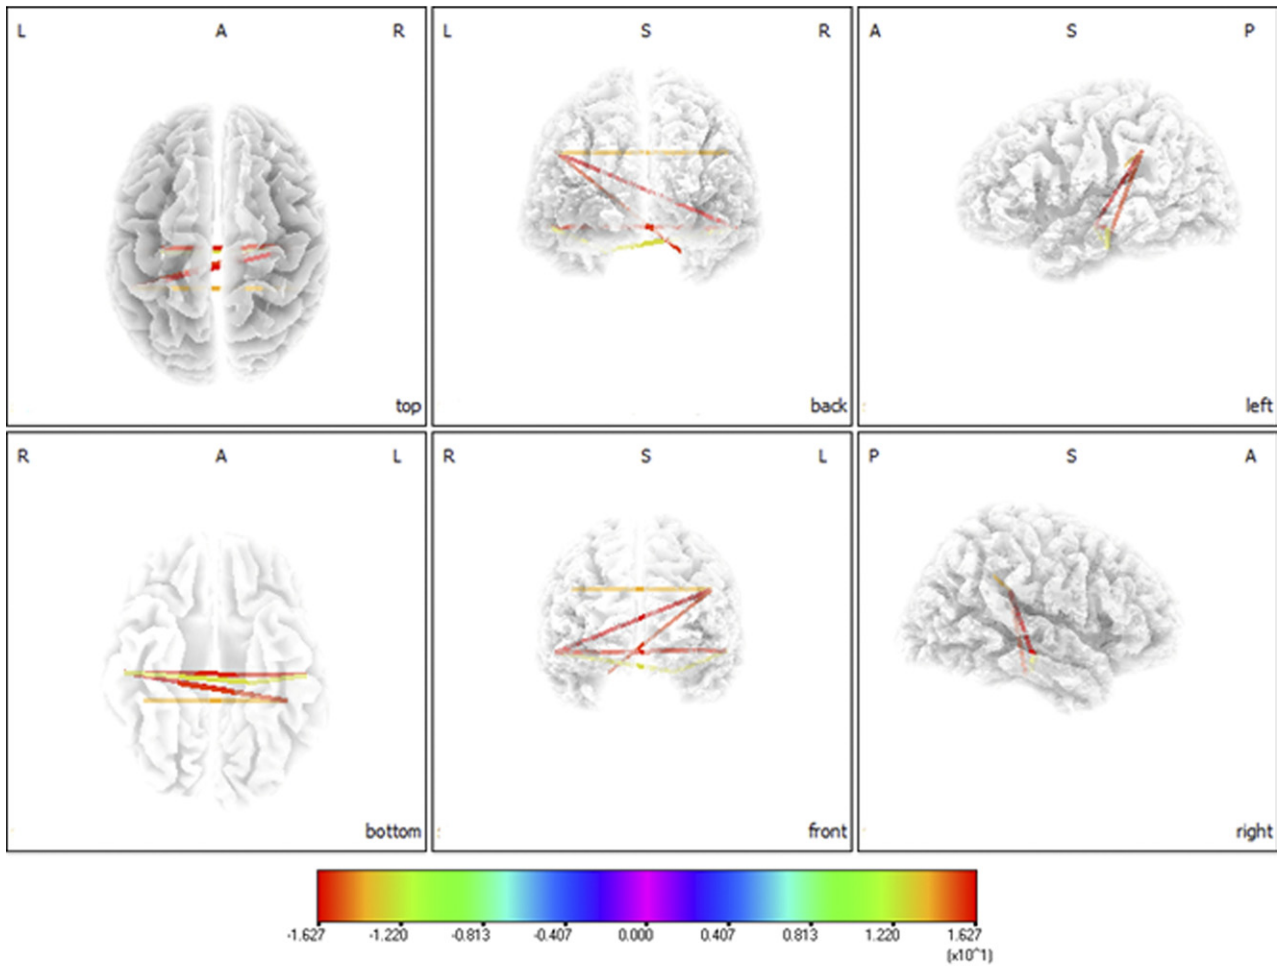 L A R
L S R
A S P
top
back
left
R A L
R S L
P S A
bottom
front
right
-1.627 -1.220 -0.813 -0.407 0.000 0.407 0.813 1.220 1.627
(x10^1)